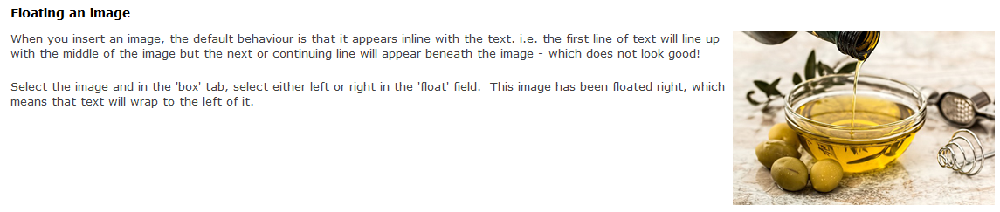 Floating an image
When you insert an image, the default behaviour is that it appears inline with the text. i.e. the first line of text will line up
with the middle of the image but the next or continuing line will appear beneath the image - which does not look good!
Select the image and in the 'box' tab, select either left or right in the 'float' field.  This image has been floated right, which
means that text will wrap to the left of it.